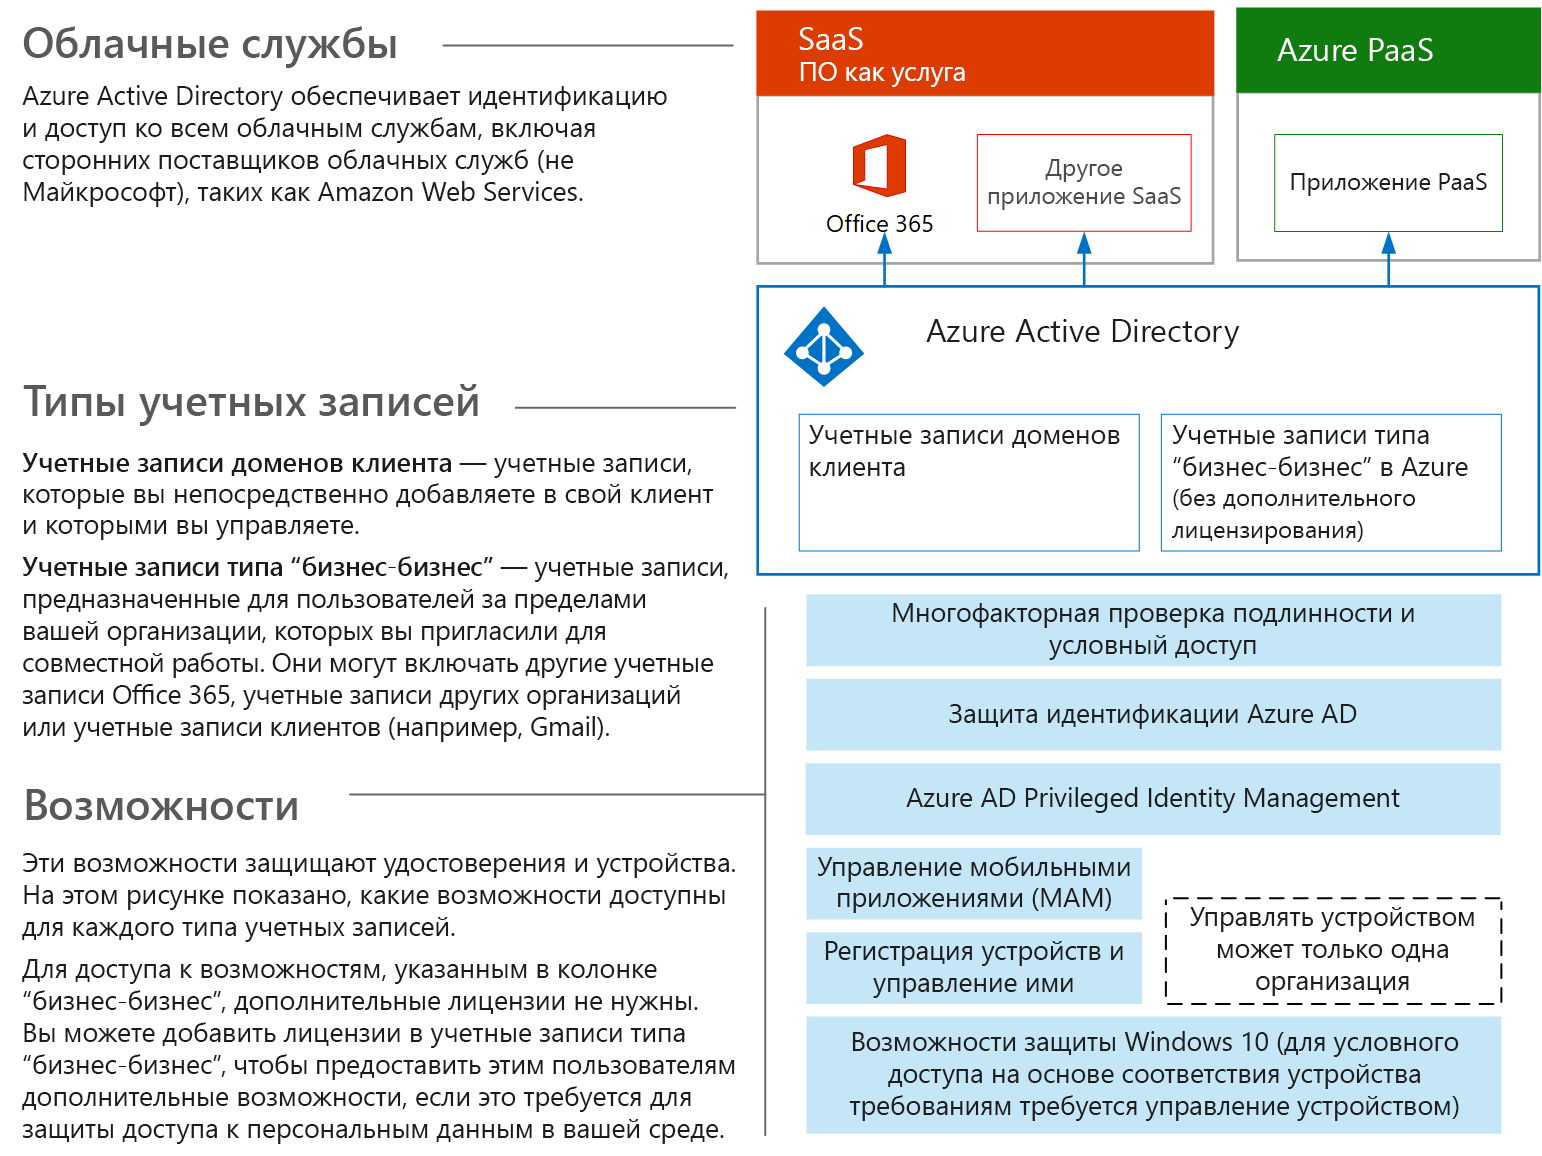 Облачные службы
Azure Active Directory обеспечивает идентификацию
и доступ ко всем облачным службам, включая
сторонних поставщиков облачных служб (не
Майкрософт), таких как Amazon Web Services.
SaaS
ПО как услуга
Azure PaaS
Office 365
Другое
приложение SaaS
Приложение PaaS
Azure Active Directory
Типы учетных записей
Учетные записи доменов клиента — учетные записи,
которые вы непосредственно добавляете в свой клиент
и которыми вы управляете.
Учетные записи типа “бизнес-бизнес” — учетные записи,
предназначенные для пользователей за пределами
вашей организации, которых вы пригласили для
совместной работы. Они могут включать другие учетные
записи Office 365, учетные записи других организаций
или учетные записи клиентов (например, Gmail).
Учетные записи доменов
клиента
Учетные записи типа
“бизнес-бизнес” в Azure
(без дополнительного
лицензирования)
Возможности
Эти возможности защищают удостоверения и устройства.
На этом рисунке показано, какие возможности доступны
для каждого типа учетных записей.
Для доступа к возможностям, указанным в колонке
“бизнес-бизнес”, дополнительные лицензии не нужны.
Вы можете добавить лицензии в учетные записи типа
“бизнес-бизнес”, чтобы предоставить этим пользователям
дополнительные возможности, если это требуется для
защиты доступа к персональным данным в вашей среде.
Многофакторная проверка подлинности и
условный доступ
Защита идентификации Azure AD
Azure AD Privileged Identity Management
Управление мобильными
приложениями (MAM)
Регистрация устройств и
управление ими
Управлять устройством
может только одна
организация
Возможности защиты Windows 10 (для условного
доступа на основе соответствия устройства
требованиям требуется управление устройством)